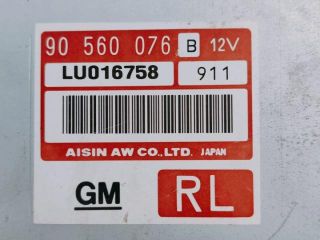 90 560 076 B 12V
LU016758 911
AISIN AW CO.,LTD. JAPAN
GM RL